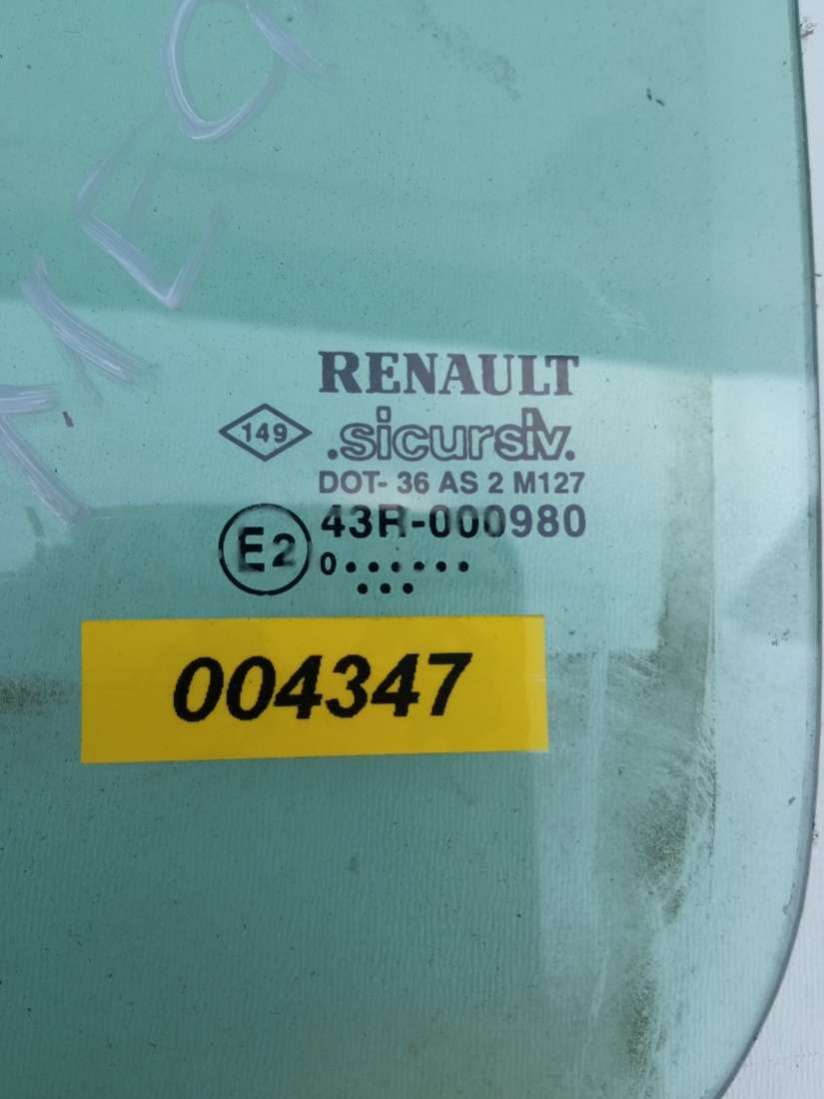 RENAULT
149
.sicursiv.
DOT- 36 AS 2 M127
E2
43R-000980
0......
...
004347